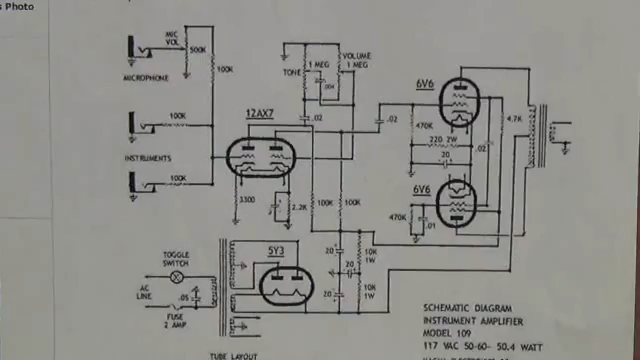 s Photo
MIC
VOL
500K
100K
MICROPHONE
100K
INSTRUMENTS
100K
12AX7
3300
2.2K
TONE
1 MEG
VOLUME
1 MEG
.02
.02
100K
100K
6V6
470K
220 2W
20
.02
4.7K
6V6
470K
.01
TOGGLE
SWITCH
AC
LINE
.05
FUSE
2 AMP
5Y3
20
20
20
10K
1W
10K
1W
TUBE LAYOUT
SCHEMATIC DIAGRAM
INSTRUMENT AMPLIFIER
MODEL 109
117 VAC 50-60- 50.4 WATT